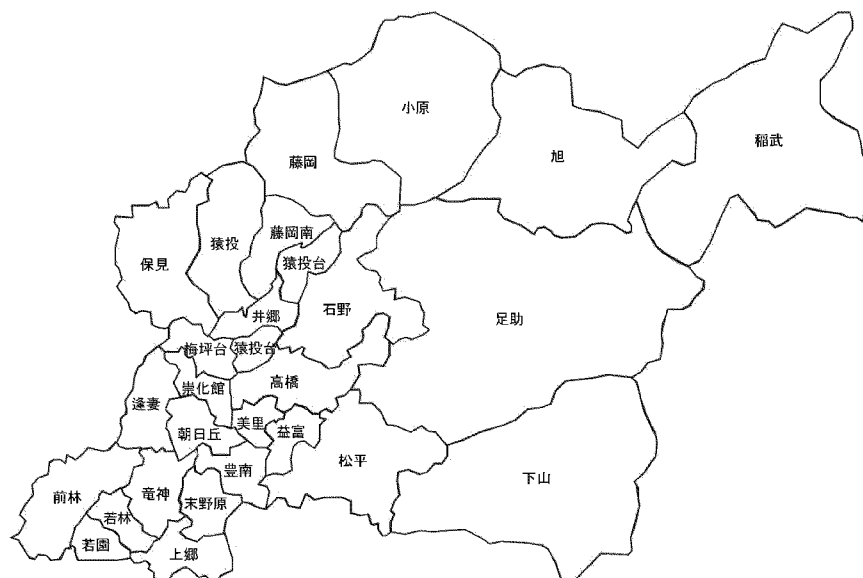 小原
稲武
旭
藤岡
藤岡南
猿投
猿投台
保見
石野
井郷
足助
梅坪台
猿投台
高橋
崇化館
逢妻
美里
益富
朝日丘
松平
豊南
下山
竜神
前林
末野原
若林
若園
上郷